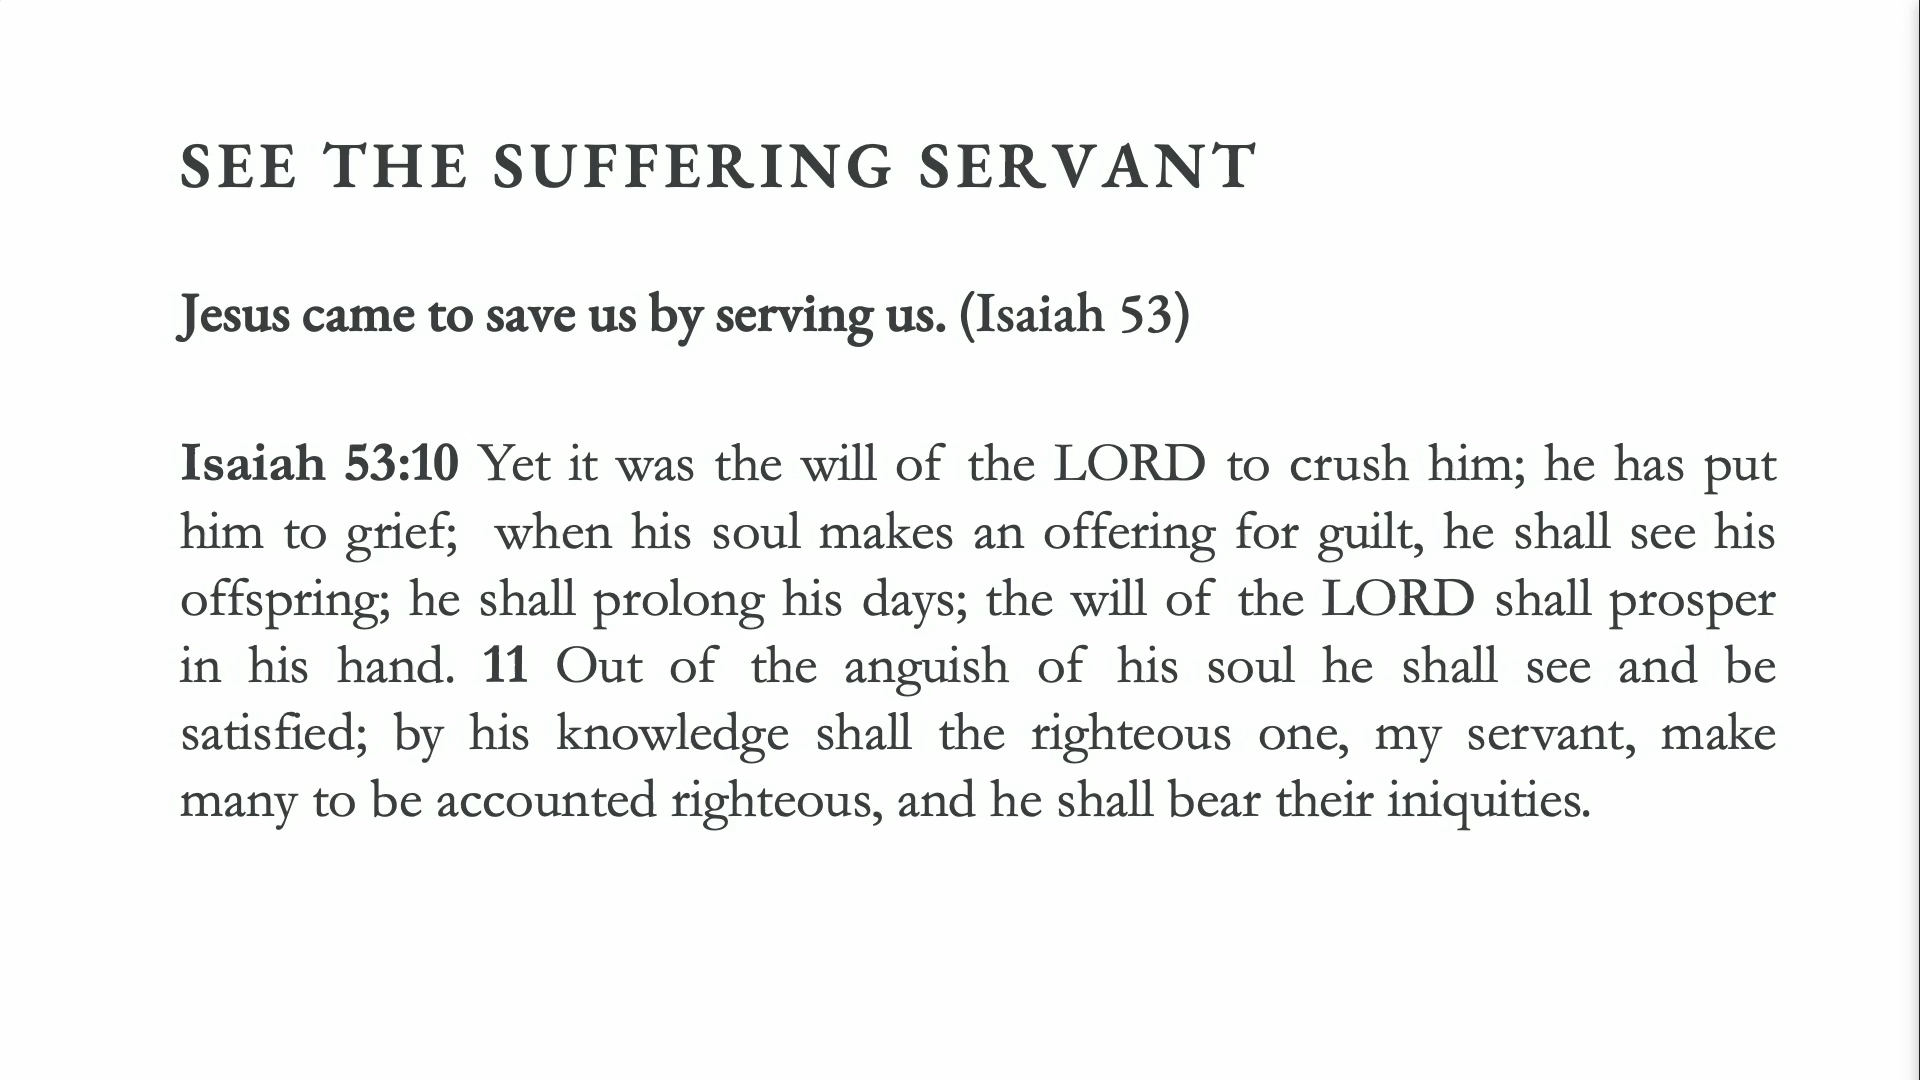 SEE THE SUFFERING SERVANT
Jesus came to save us by serving us. (Isaiah 53)
Isaiah 53:10 Yet it was the will of the LORD to crush him; he has put
him to grief;  when his soul makes an offering for guilt, he shall see his
offspring; he shall prolong his days; the will of the LORD shall prosper
in his hand. 11 Out of the anguish of his soul he shall see and be
satisfied; by his knowledge shall the righteous one, my servant, make
many to be accounted righteous, and he shall bear their iniquities.